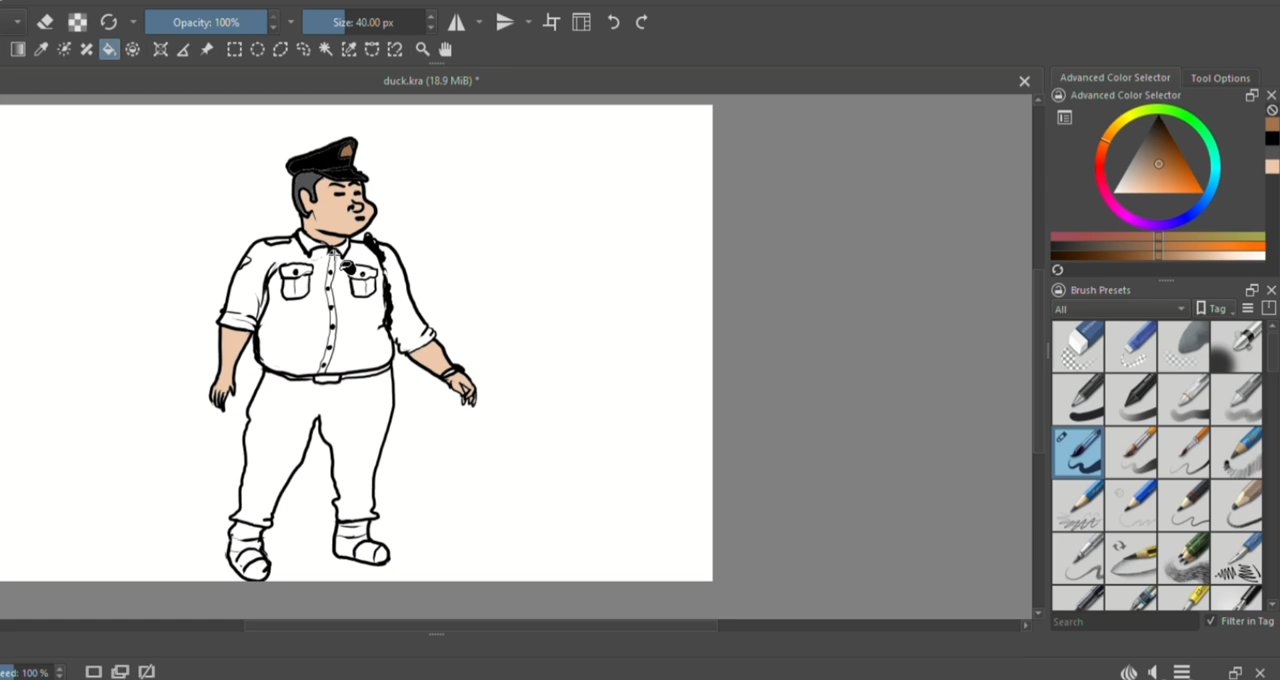 Opacity: 100%
Size: 40.00 px
duck.kra (18.9 MiB) *
Advanced Color Selector
Tool Options
Advanced Color Selector
Brush Presets
All
Tag
Search
Filter in Tag
eed: 100 %